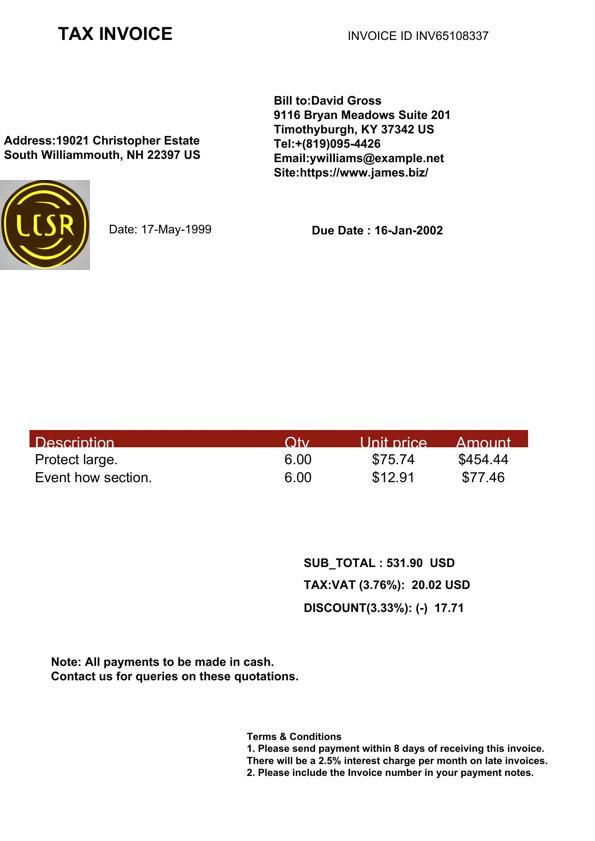 TAX INVOICE
INVOICE ID INV65108337
Bill to:David Gross
9116 Bryan Meadows Suite 201
Timothyburgh, KY 37342 US
Tel:+(819)095-4426
Email:ywilliams@example.net
Site:https://www.james.biz/
Address:19021 Christopher Estate
South Williammouth, NH 22397 US
LCSR
Date: 17-May-1999
Due Date : 16-Jan-2002
Description Qty Unit price Amount
Protect large. 6.00 $75.74 $454.44
Event how section. 6.00 $12.91 $77.46
SUB_TOTAL : 531.90 USD
TAX:VAT (3.76%): 20.02 USD
DISCOUNT(3.33%): (-) 17.71
Note: All payments to be made in cash.
Contact us for queries on these quotations.
Terms & Conditions
1. Please send payment within 8 days of receiving this invoice.
There will be a 2.5% interest charge per month on late invoices.
2. Please include the Invoice number in your payment notes.